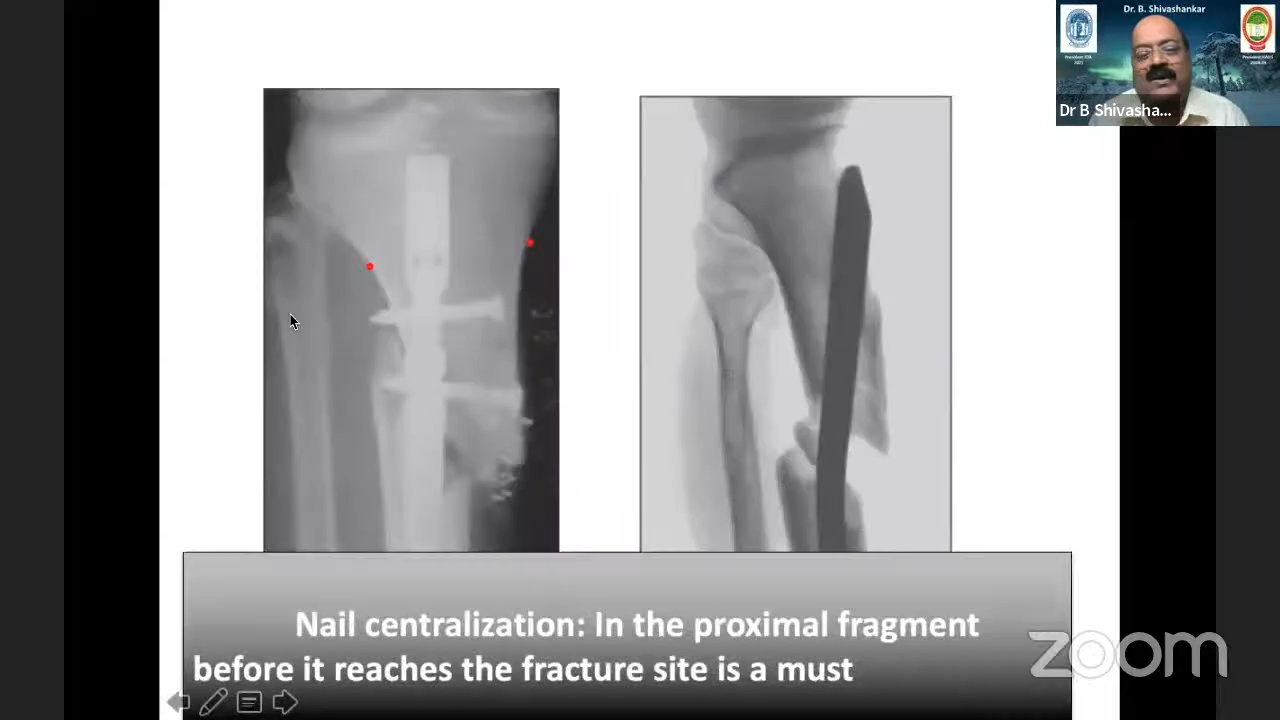 Dr. B. Shivashankar
Dr B Shivasha...
Nail centralization: In the proximal fragment
before it reaches the fracture site is a must
zoom